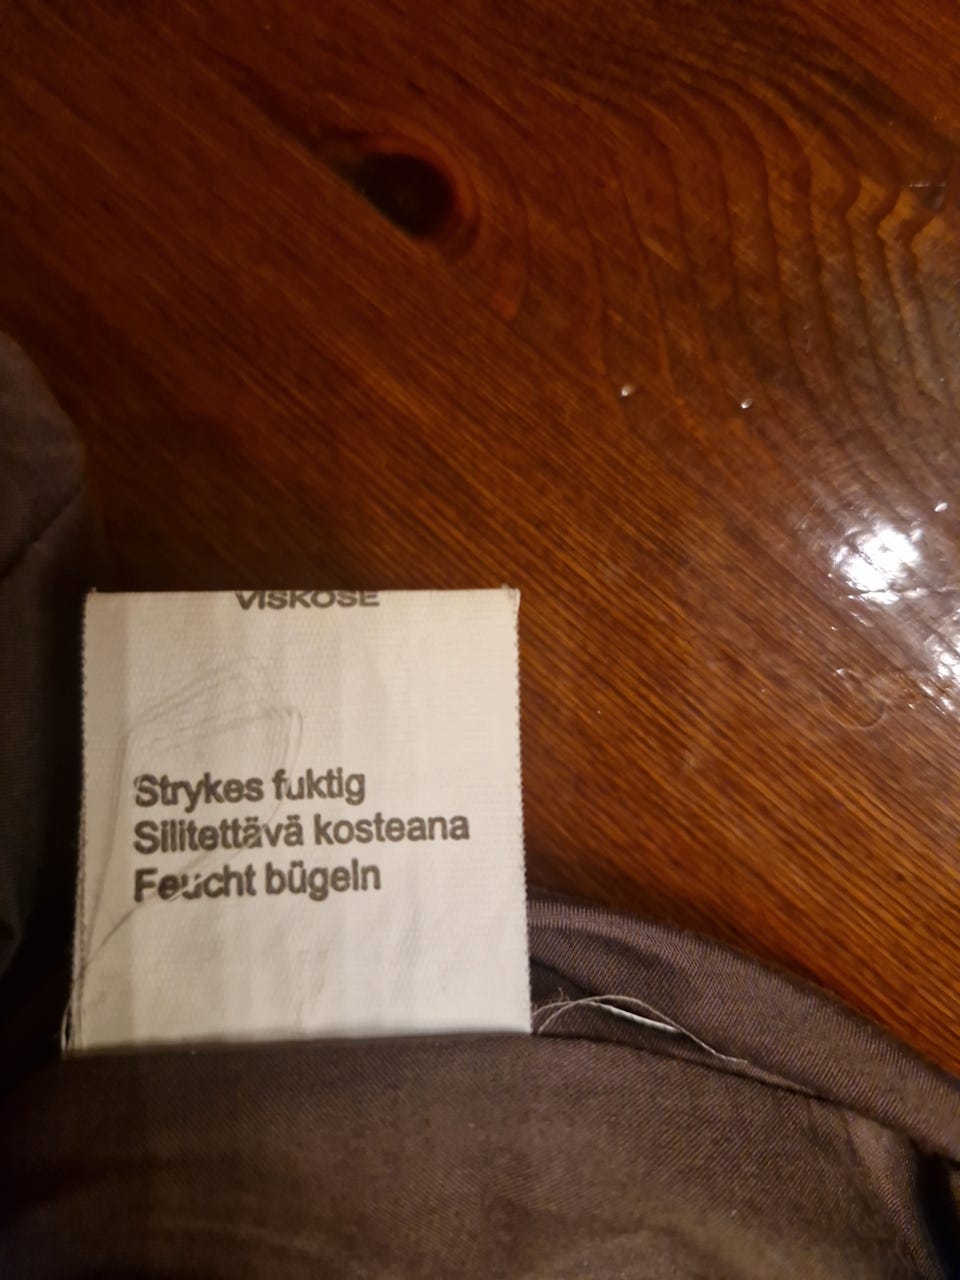 VISKOSE
Strykes fuktig
Silitettävä kosteana
Feucht bügeln